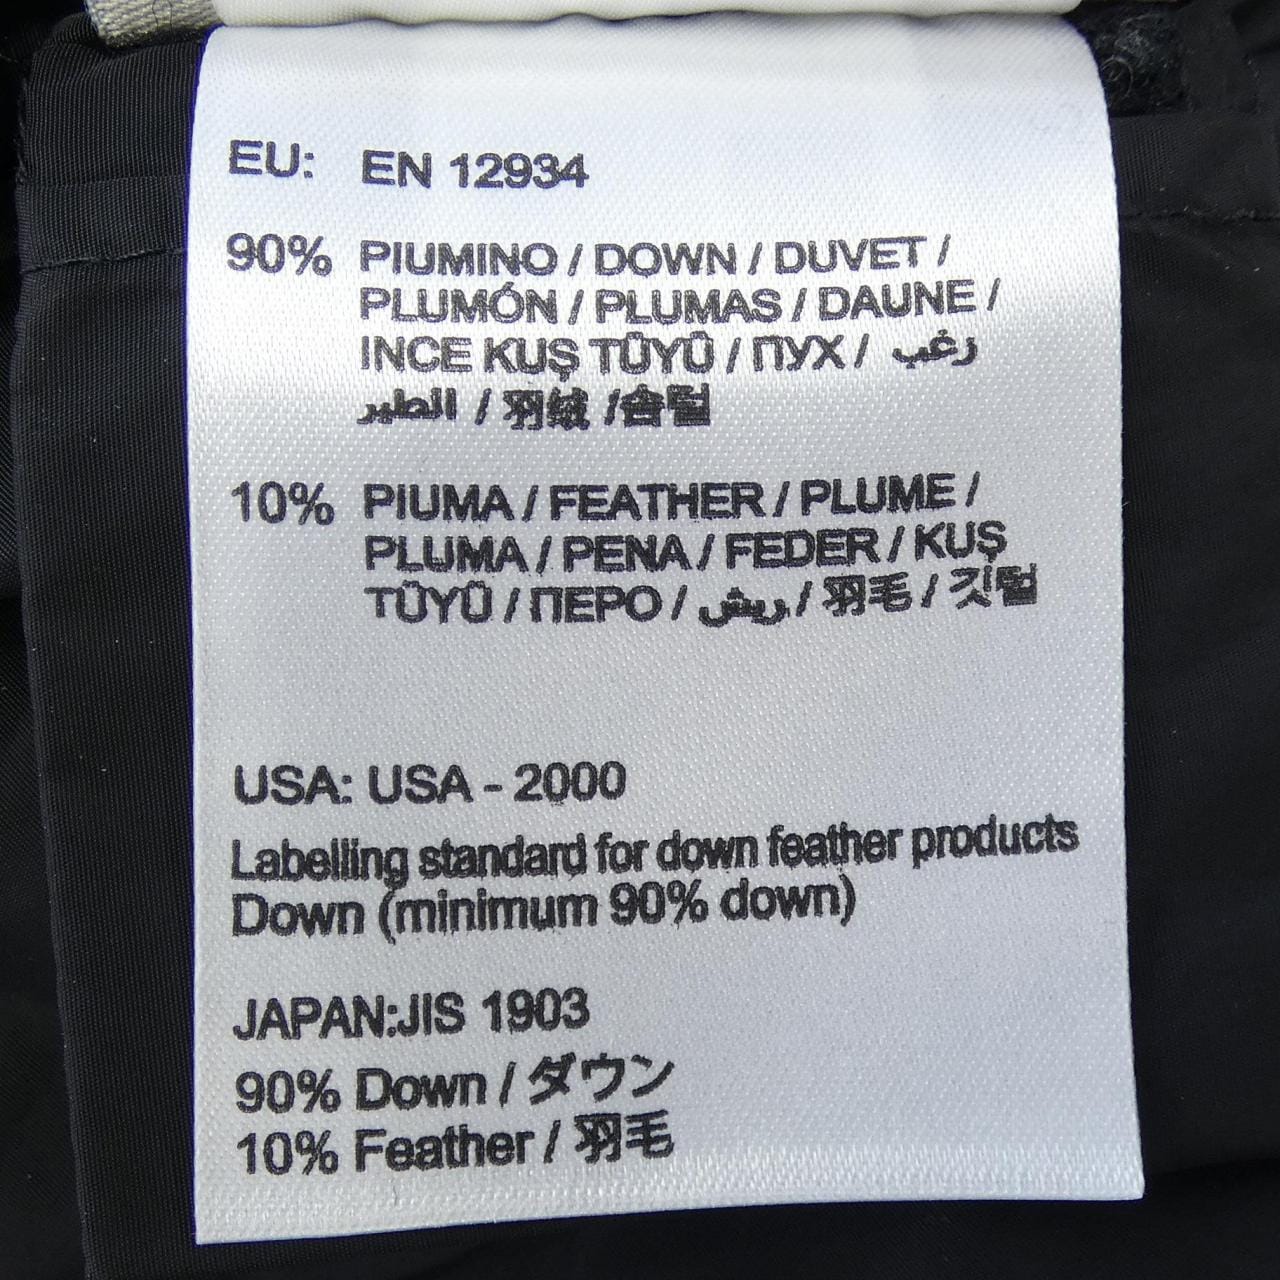 EU: EN 12934
90% PIUMINO / DOWN / DUVET /
PLUMÓN / PLUMAS / DAUNE /
INCE KUŞ TÛYÛ / ПУХ / زغب
الطير / 羽绒 / 솜털
10% PIUMA / FEATHER / PLUME /
PLUMA / PENA / FEDER / KUŞ
TÛYÛ / ПЕРО / ريش / 羽毛 / 깃털
USA: USA - 2000
Labelling standard for down feather products
Down (minimum 90% down)
JAPAN:JIS 1903
90% Down / ダウン
10% Feather / 羽毛